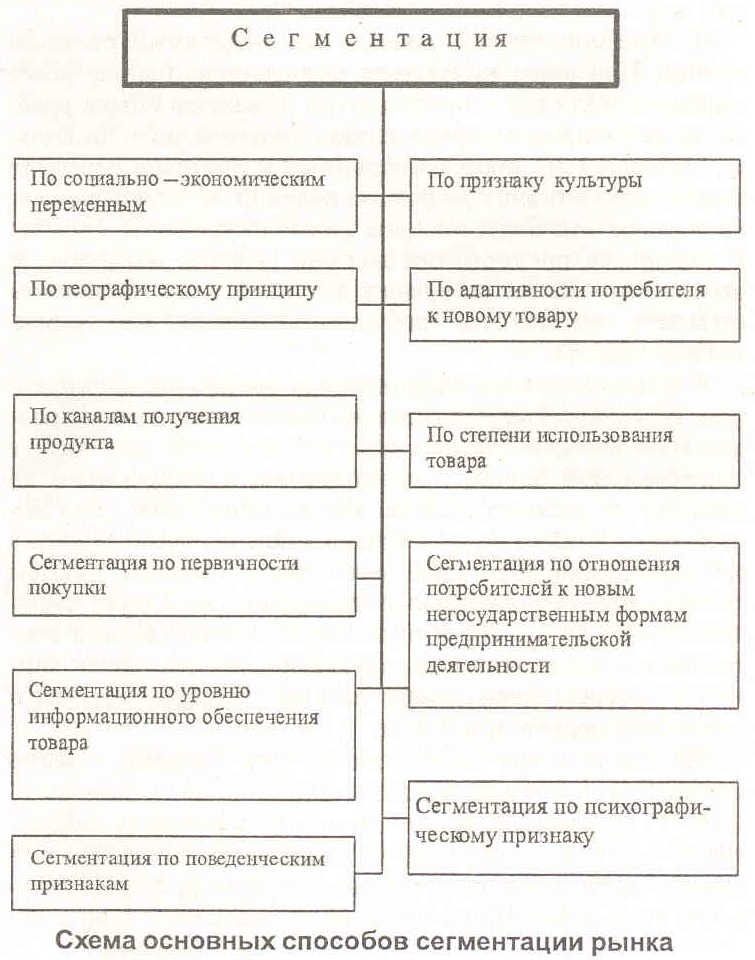 Сегментация
По социально – экономическим
переменным
По признаку культуры
По географическому принципу
По адаптивности потребителя
к новому товару
По каналам получения
продукта
По степени использования
товара
Сегментация по первичности
покупки
Сегментация по отношения
потребителей к новым
негосударственным формам
предпринимательской
деятельности
Сегментация по уровню
информационного обеспечения
товара
Сегментация по психографи-
ческому признаку
Сегментация по поведенческим
признакам
Схема основных способов сегментации рынка